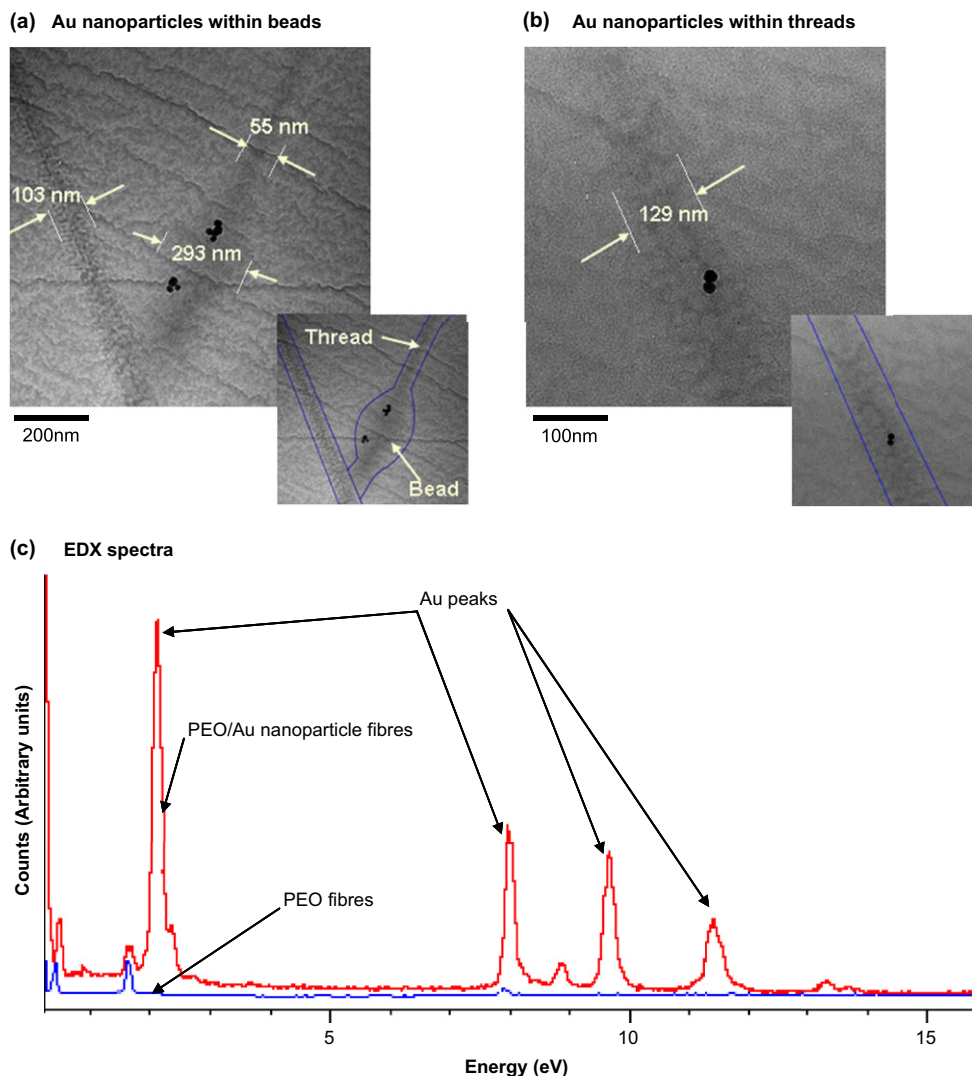 (a) Au nanoparticles within beads
55 nm
103 nm
293 nm
Thread
Bead
200nm
(b) Au nanoparticles within threads
129 nm
100nm
(c) EDX spectra
Au peaks
PEO/Au nanoparticle fibres
PEO fibres
Counts (Arbitrary units)
5
10
15
Energy (eV)